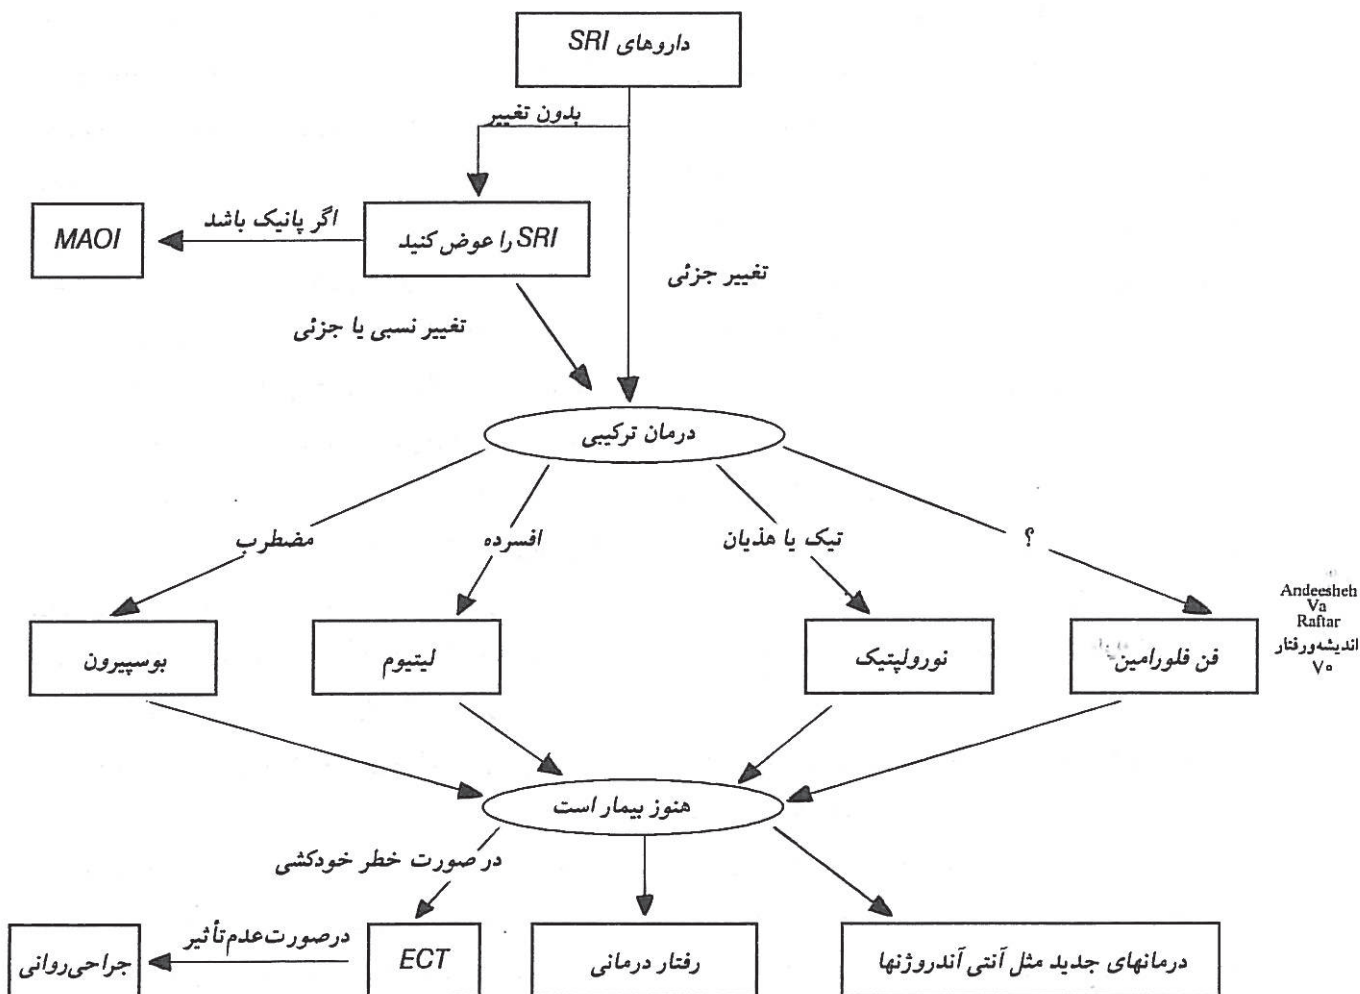 داروهای SRI
بدون تغییر
MAOI
اگر پانیک باشد
SRI را عوض کنید
تغییر جزئی
تغییر نسبی یا جزئی
درمان ترکیبی
مضطرب
افسرده
تیک یا هذیان
؟
بوسپیرون
لیتیوم
نورولپتیک
فن فلورامین
Andeesheh
Va
Raftar
اندیشه‌ورفتار
۷۰
هنوز بیمار است
در صورت خطر خودکشی
درصورت‌عدم‌تأثیر
جراحی‌روانی
ECT
رفتار درمانی
درمانهای جدید مثل آنتی آندروژنها